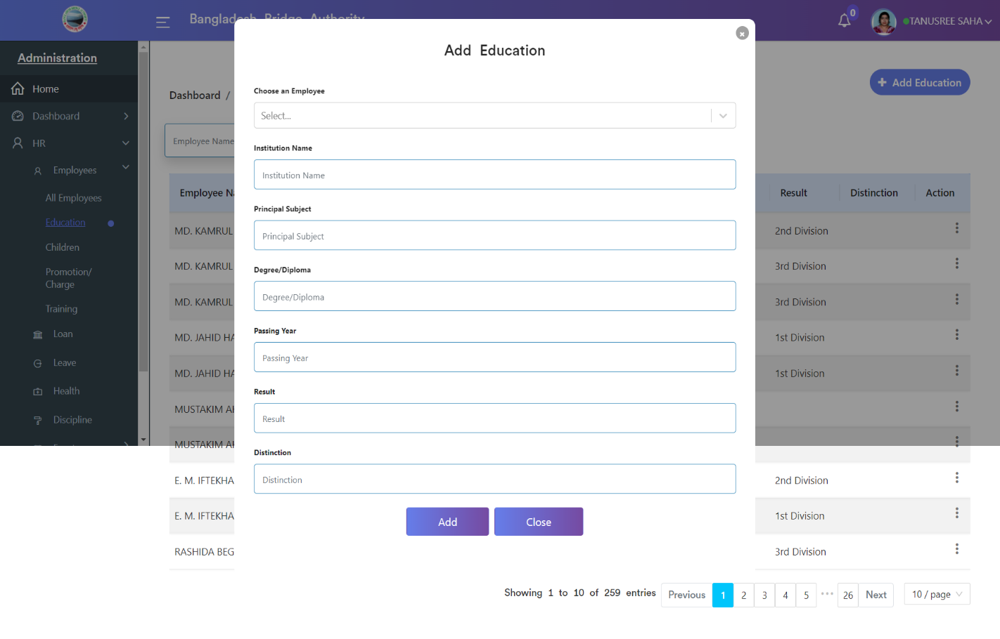 Bangladesh Bridge Authority
0
TANUSREE SAHA
Administration
Home
Dashboard
HR
Employees
All Employees
Education
Children
Promotion/
Charge
Training
Loan
Leave
Health
Discipline
Dashboard /
Add Education
Employee Name
Employee
Result
Distinction
Action
MD. KAMRUL
2nd Division
MD. KAMRUL
3rd Division
MD. KAMRUL
3rd Division
MD. JAHID
1st Division
MD. JAHID
1st Division
MUSTAKIM
MUSTAKIM
E. M. IFTEKHA
2nd Division
E. M. IFTEKHA
1st Division
RASHIDA BEG
3rd Division
Add Education
Choose an Employee
Select...
Institution Name
Institution Name
Principal Subject
Principal Subject
Degree/Diploma
Degree/Diploma
Passing Year
Passing Year
Result
Result
Distinction
Distinction
Add
Close
Showing 1 to 10 of 259 entries
Previous 1 2 3 4 5 ••• 26 Next
10 / page